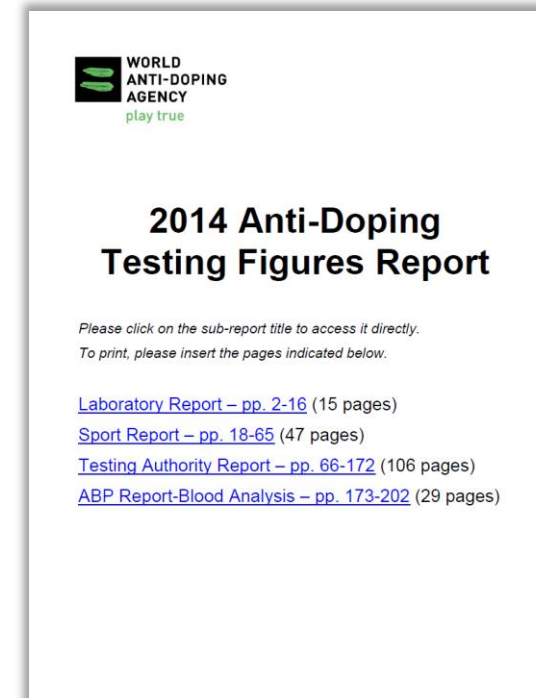 WORLD
ANTI-DOPING
AGENCY
play true
2014 Anti-Doping
Testing Figures Report
Please click on the sub-report title to access it directly.
To print, please insert the pages indicated below.
Laboratory Report – pp. 2-16 (15 pages)
Sport Report – pp. 18-65 (47 pages)
Testing Authority Report – pp. 66-172 (106 pages)
ABP Report-Blood Analysis – pp. 173-202 (29 pages)